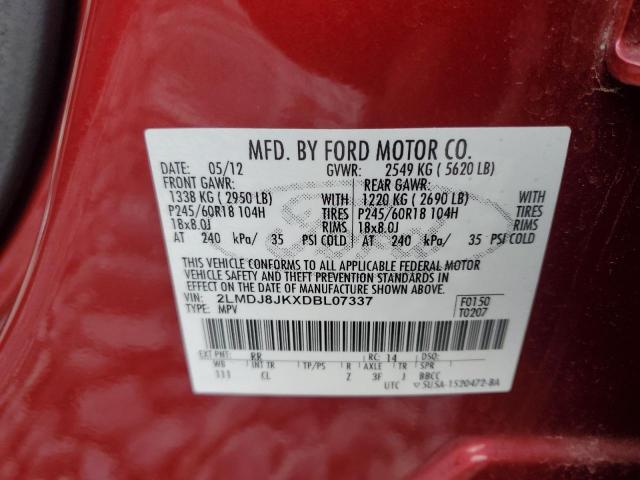 MFD. BY FORD MOTOR CO.
DATE: 05/12 GVWR: 2549 KG ( 5620 LB)
FRONT GAWR: REAR GAWR:
1338 KG ( 2950 LB) 1220 KG ( 2690 LB)
P245/60R18 104H TIRES P245/60R18 104H TIRES
18x8.0J RIMS 18x8.0J RIMS
AT 240 kPa/ 35 PSI COLD AT 240 kPa/ 35 PSI COLD
THIS VEHICLE CONFORMS TO ALL APPLICABLE FEDERAL MOTOR
VEHICLE SAFETY AND THEFT PREVENTION STANDARDS IN
EFFECT ON THE DATE OF MANUFACTURE SHOWN ABOVE.
VIN: 2LMDJ8JKXDBL07337 F0150
TYPE: MPV T0207
EXT PNT: RR RC: 14 DSO:
WB INT TR TP/PS R AXLE TR SPR
111 CL Z 3F J BBCC
UTC 5USA-1520472-BA